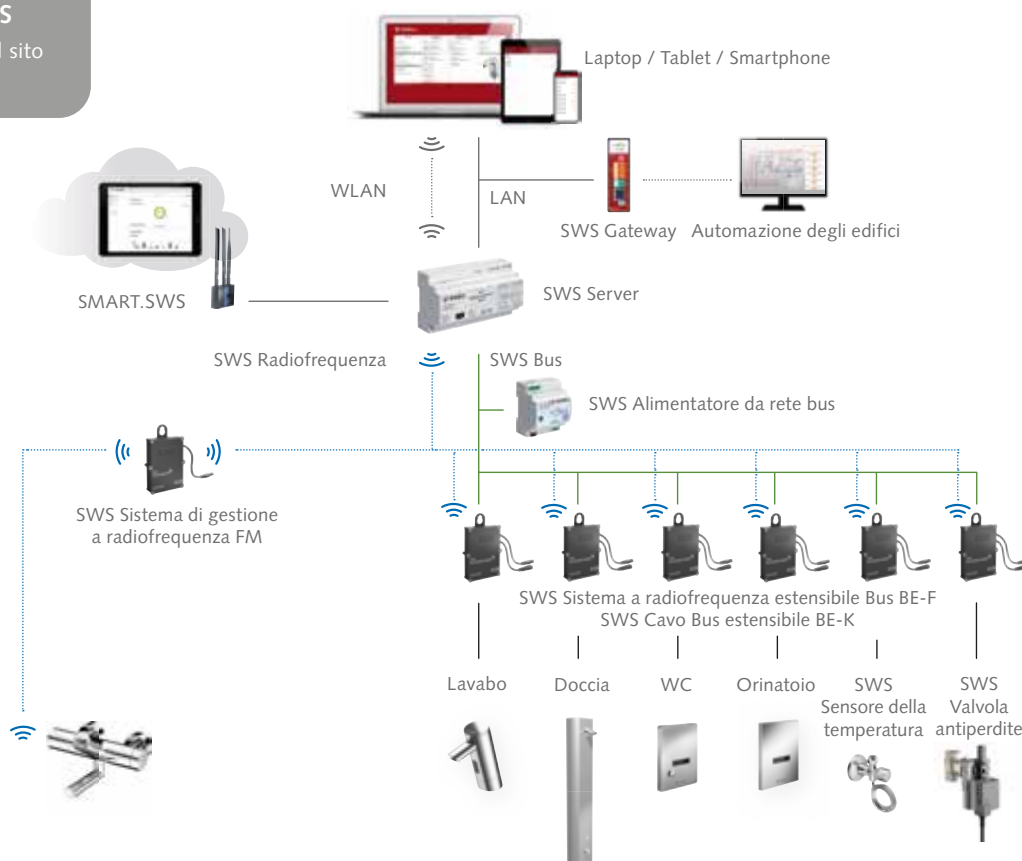 S
l sito
Laptop / Tablet / Smartphone
WLAN
LAN
SWS Gateway
Automazione degli edifici
SMART.SWS
SWS Server
SWS Radiofrequenza
SWS Bus
SWS Alimentatore da rete bus
SWS Sistema di gestione
a radiofrequenza FM
SWS Sistema a radiofrequenza estensibile Bus BE-F
SWS Cavo Bus estensibile BE-K
Lavabo
Doccia
WC
Orinatoio
SWS
Sensore della
temperatura
SWS
Valvola
antiperdite